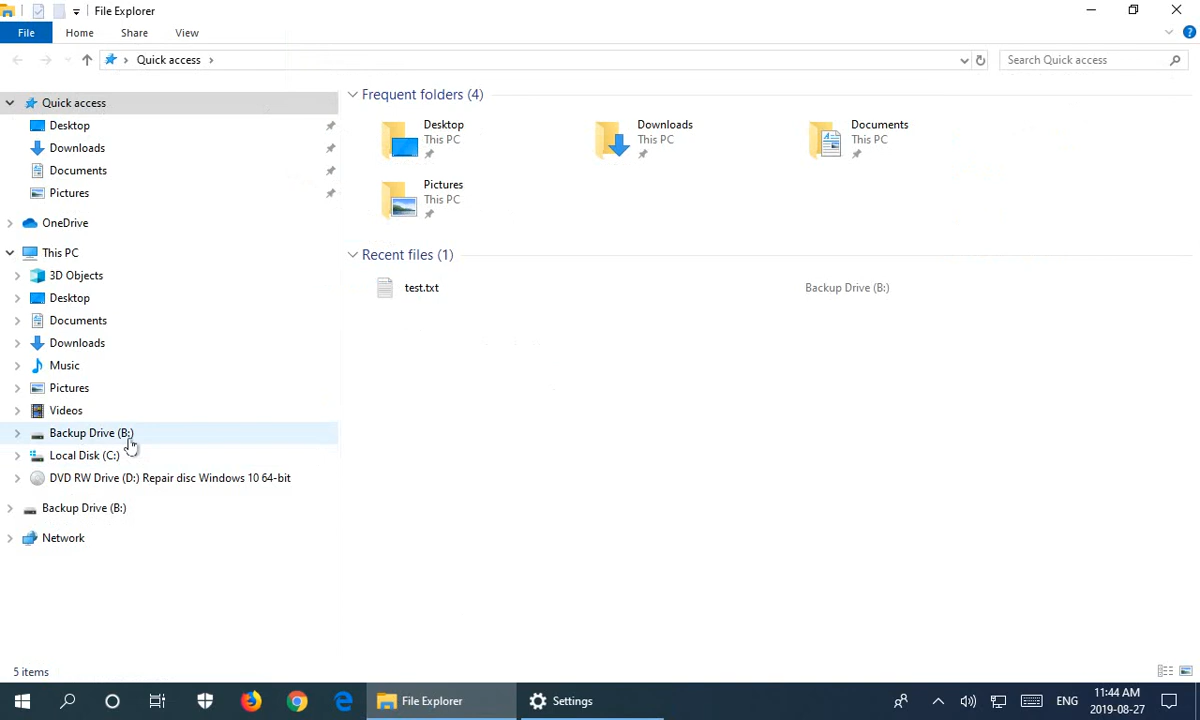 File Explorer
File Home Share View
Quick access
Search Quick access
Quick access
Desktop
Downloads
Documents
Pictures
OneDrive
This PC
3D Objects
Desktop
Documents
Downloads
Music
Pictures
Videos
Backup Drive (B:)
Local Disk (C:)
DVD RW Drive (D:) Repair disc Windows 10 64-bit
Backup Drive (B:)
Network
Frequent folders (4)
Desktop
This PC
Downloads
This PC
Documents
This PC
Pictures
This PC
Recent files (1)
test.txt Backup Drive (B:)
5 items
File Explorer
Settings
ENG
11:44 AM
2019-08-27